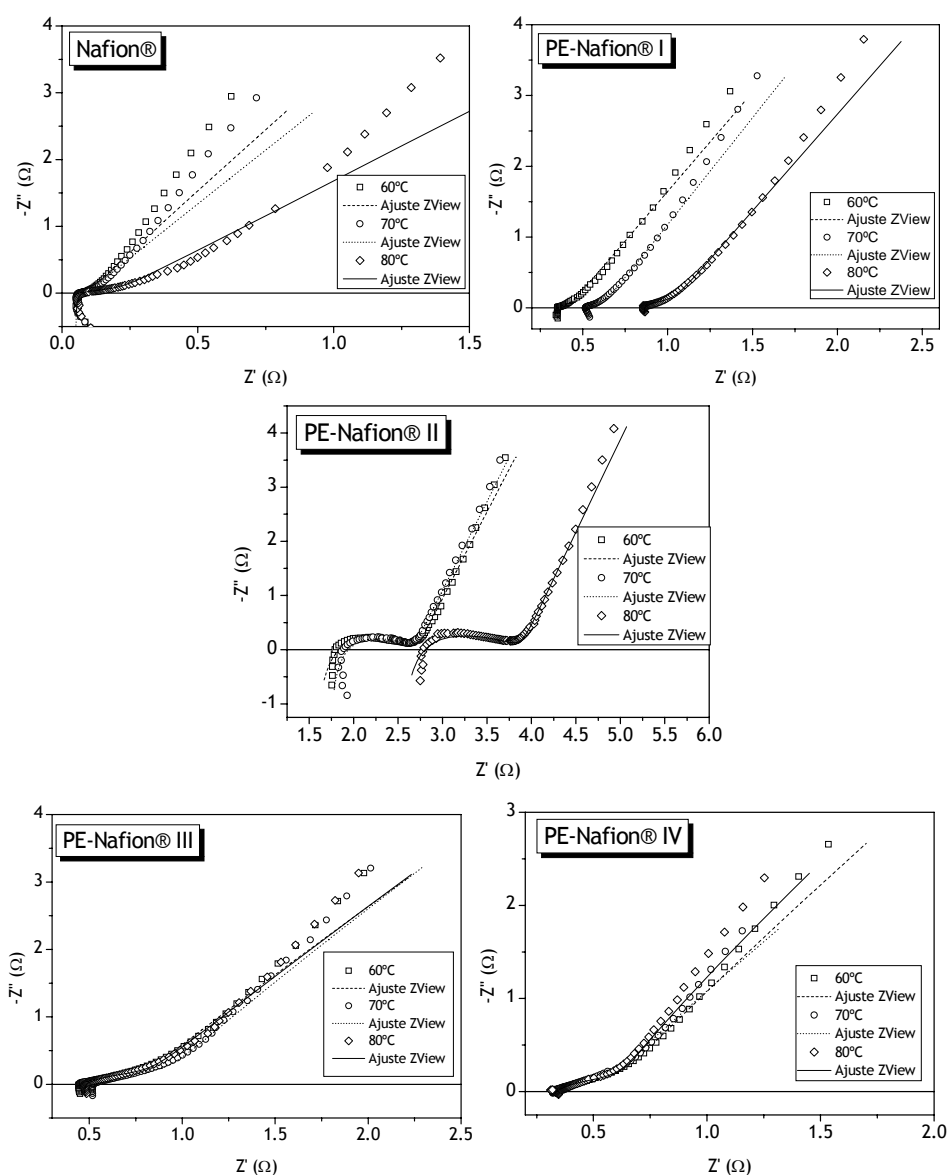 Nafion®
4
3
2
1
0
-Z'' (Ω)
60ºC
Ajuste ZView
70ºC
Ajuste ZView
80ºC
Ajuste ZView
0.0 0.5 1.0 1.5
Z' (Ω)
PE-Nafion® I
4
3
2
1
0
-Z'' (Ω)
60ºC
Ajuste ZView
70ºC
Ajuste ZView
80ºC
Ajuste ZView
0.5 1.0 1.5 2.0 2.5
Z' (Ω)
PE-Nafion® II
4
3
2
1
0
-1
-Z'' (Ω)
60ºC
Ajuste ZView
70ºC
Ajuste ZView
80ºC
Ajuste ZView
1.5 2.0 2.5 3.0 3.5 4.0 4.5 5.0 5.5 6.0
Z' (Ω)
PE-Nafion® III
4
3
2
1
0
-Z'' (Ω)
60ºC
Ajuste ZView
70ºC
Ajuste ZView
80ºC
Ajuste ZView
0.5 1.0 1.5 2.0 2.5
Z' (Ω)
PE-Nafion® IV
3
2
1
0
-Z'' (Ω)
60ºC
Ajuste ZView
70ºC
Ajuste ZView
80ºC
Ajuste ZView
0.5 1.0 1.5 2.0
Z' (Ω)